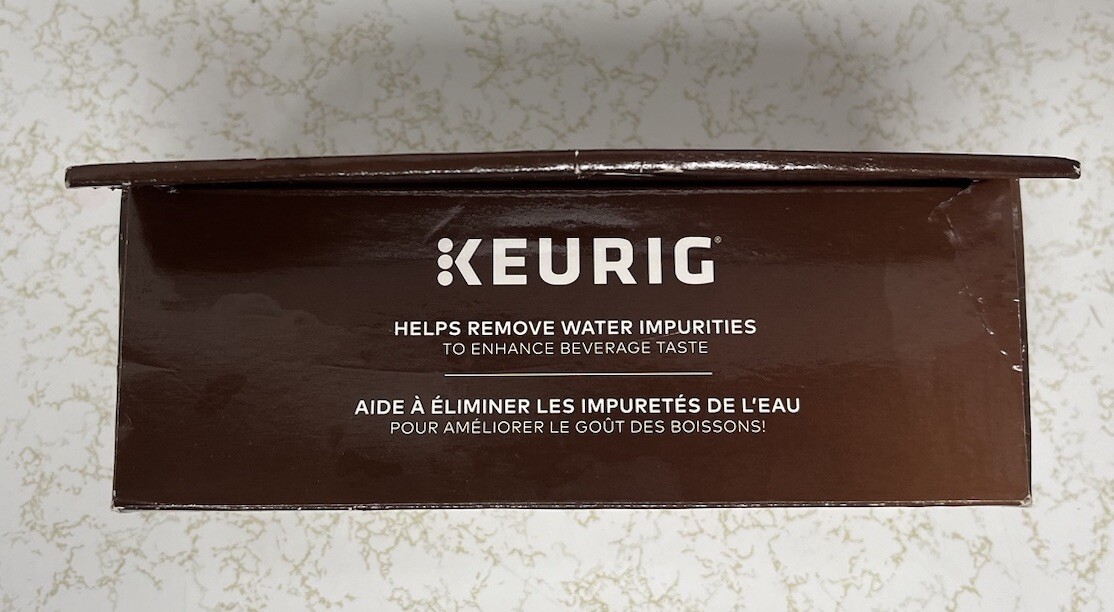 KEURIG®
HELPS REMOVE WATER IMPURITIES
TO ENHANCE BEVERAGE TASTE
AIDE À ÉLIMINER LES IMPURETÉS DE L'EAU
POUR AMÉLIORER LE GOÛT DES BOISSONS!